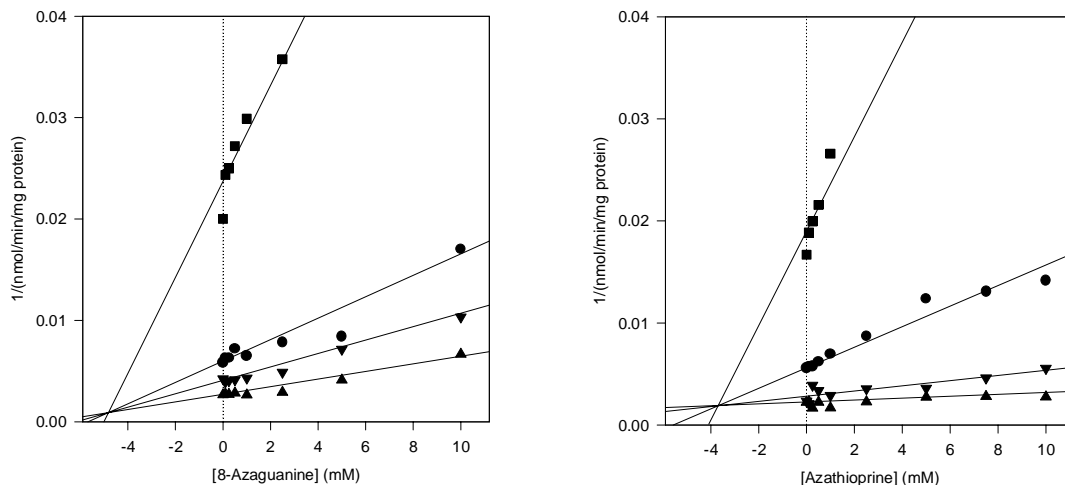 0.04
0.03
0.02
0.01
0.00
1/(nmol/min/mg protein)
-6 -4 -2 0 2 4 6 8 10
[8-Azaguanine] (mM)
0.04
0.03
0.02
0.01
0.00
1/(nmol/min/mg protein)
-4 -2 0 2 4 6 8 10
[Azathioprine] (mM)